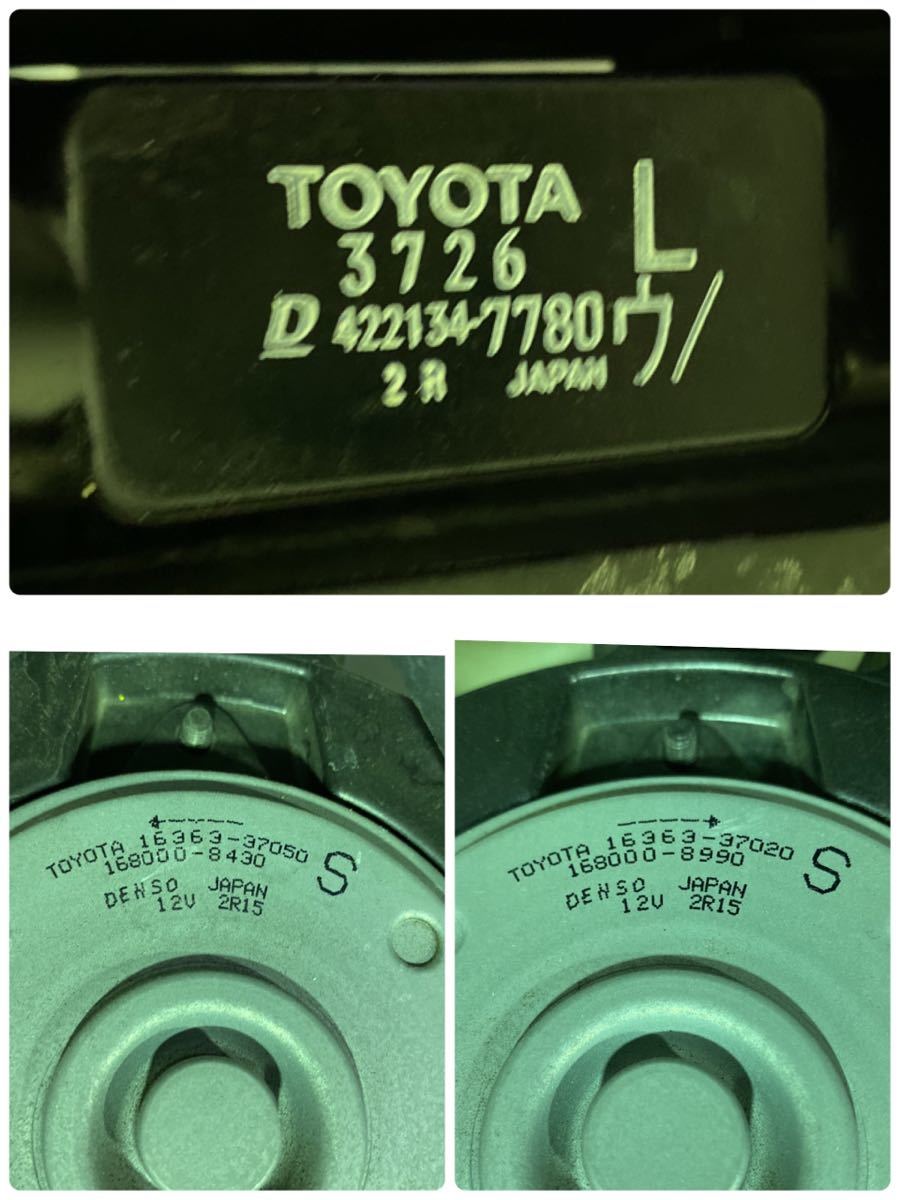 TOYOTA L
3726
D 422134-7780 ウ/
2R JAPAN
TOYOTA 16363-37050 S
168000-8430
DENSO JAPAN
12V 2R15
TOYOTA 16363-37020 S
168000-8990
DENSO JAPAN
12V 2R15